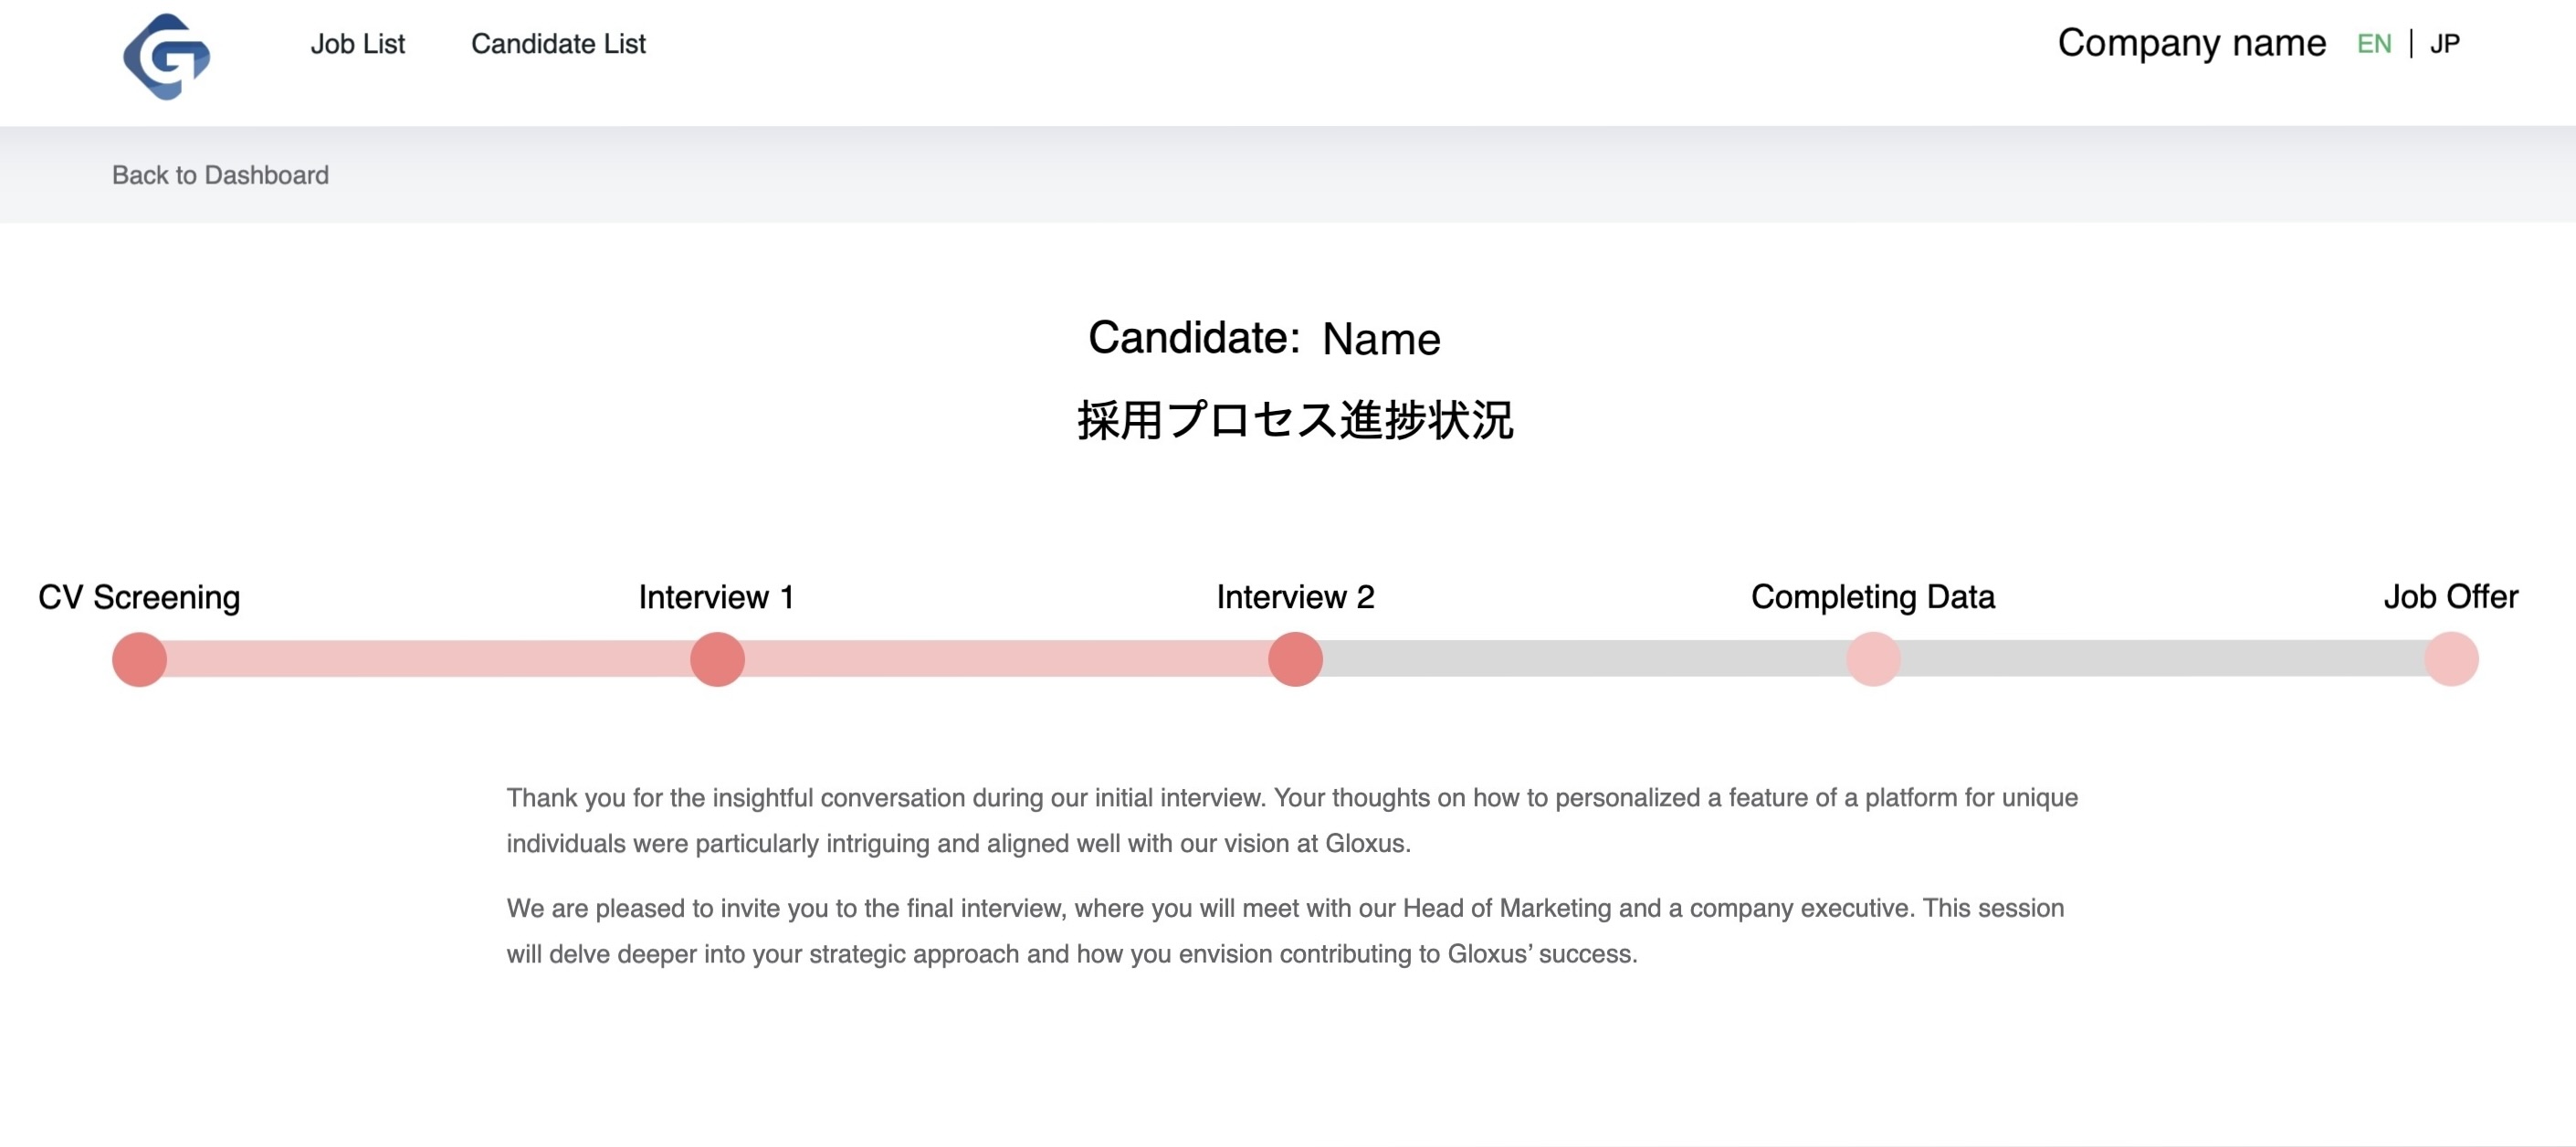 G
Job List
Candidate List
Company name EN | JP
Back to Dashboard
Candidate: Name
採用プロセス進捗状況
CV Screening
Interview 1
Interview 2
Completing Data
Job Offer
Thank you for the insightful conversation during our initial interview. Your thoughts on how to personalized a feature of a platform for unique
individuals were particularly intriguing and aligned well with our vision at Gloxus.
We are pleased to invite you to the final interview, where you will meet with our Head of Marketing and a company executive. This session
will delve deeper into your strategic approach and how you envision contributing to Gloxus’ success.